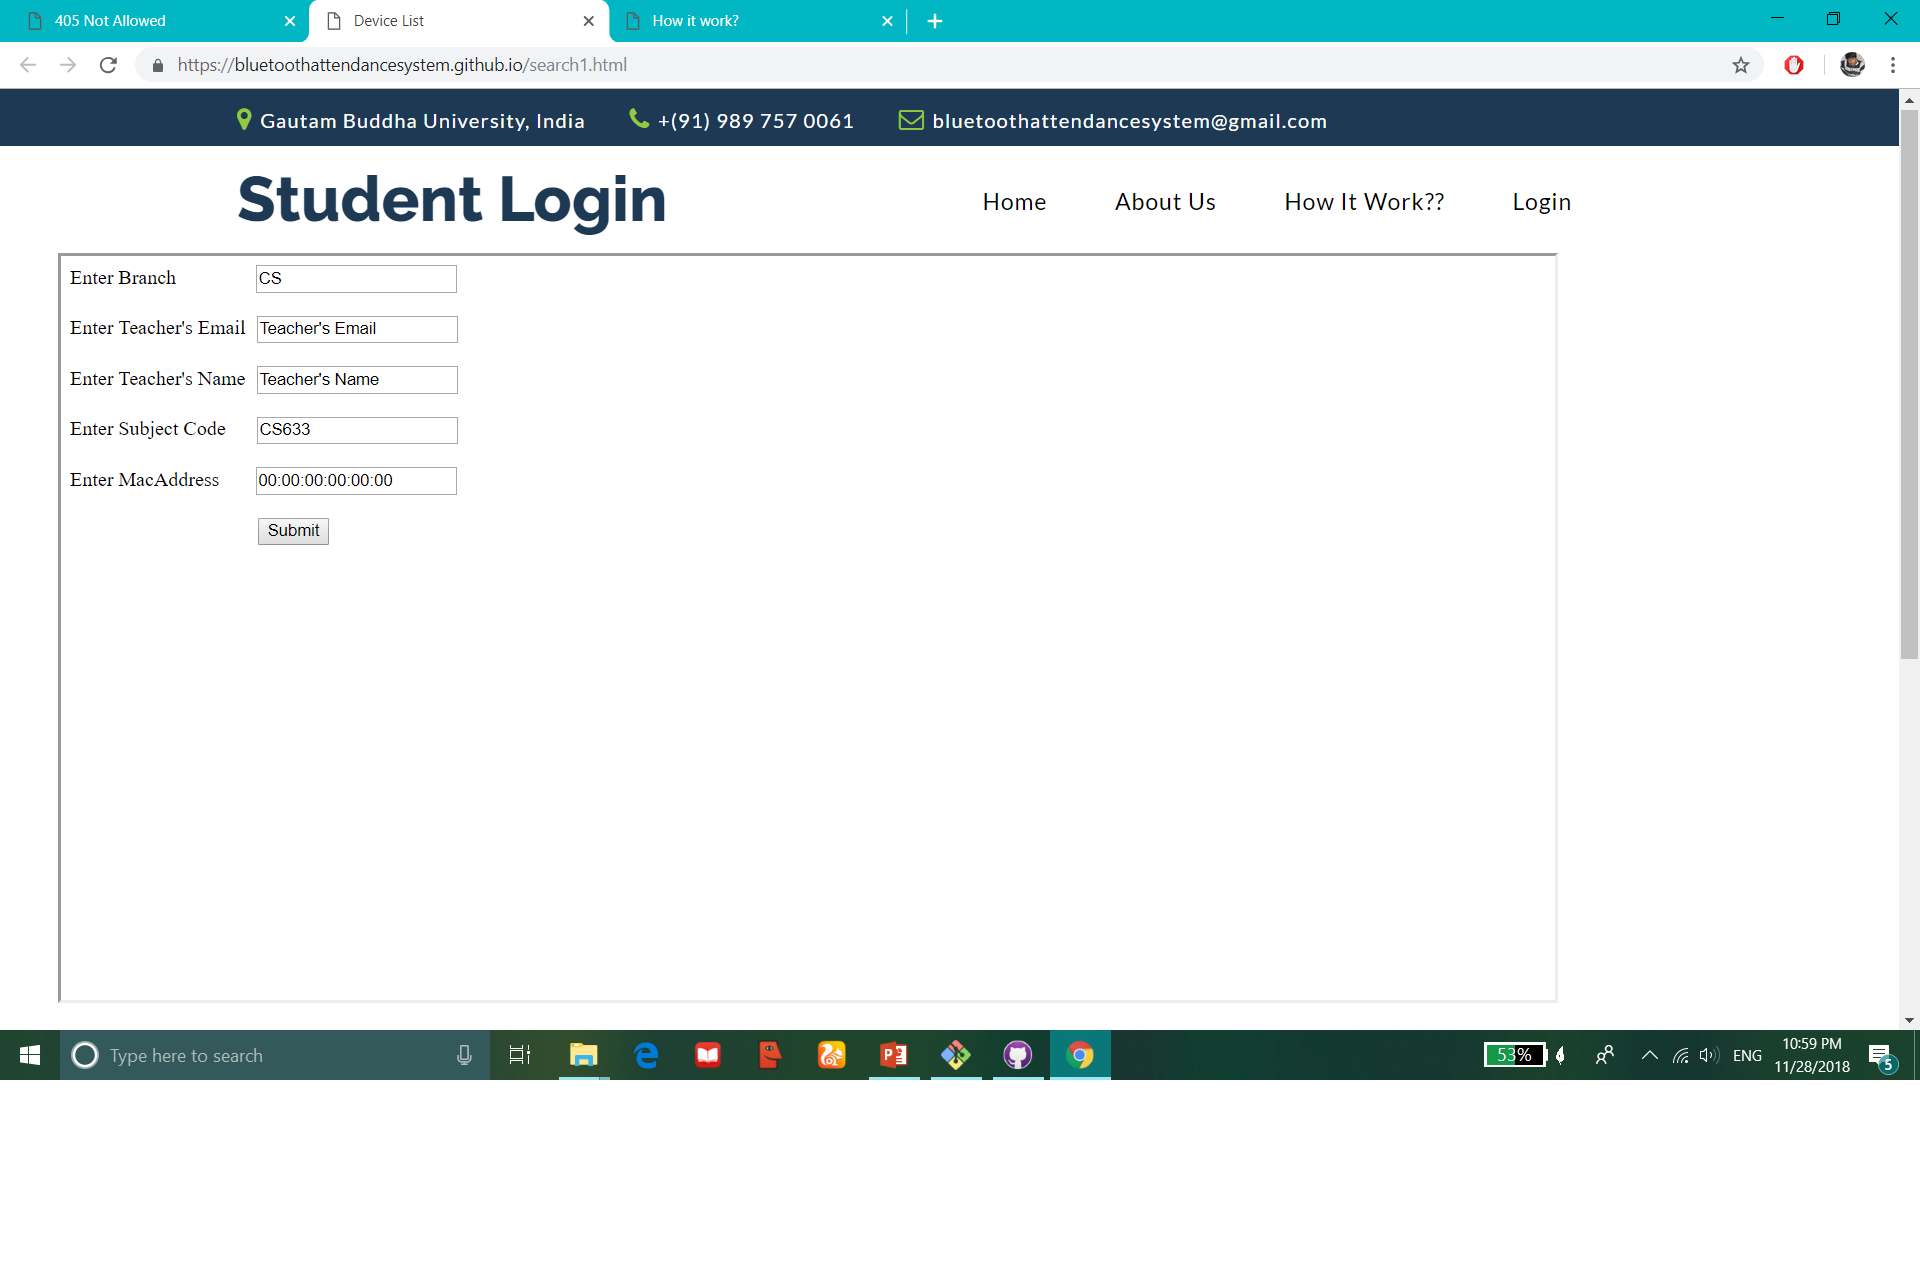 405 Not Allowed
Device List
How it work?
https://bluetoothattendancesystem.github.io/search1.html
Gautam Buddha University, India
+(91) 989 757 0061
bluetoothattendancesystem@gmail.com
Student Login
Home
About Us
How It Work??
Login
Enter Branch
CS
Enter Teacher's Email
Teacher's Email
Enter Teacher's Name
Teacher's Name
Enter Subject Code
CS633
Enter MacAddress
00:00:00:00:00:00
Submit
Type here to search
53%
ENG
10:59 PM
11/28/2018
5